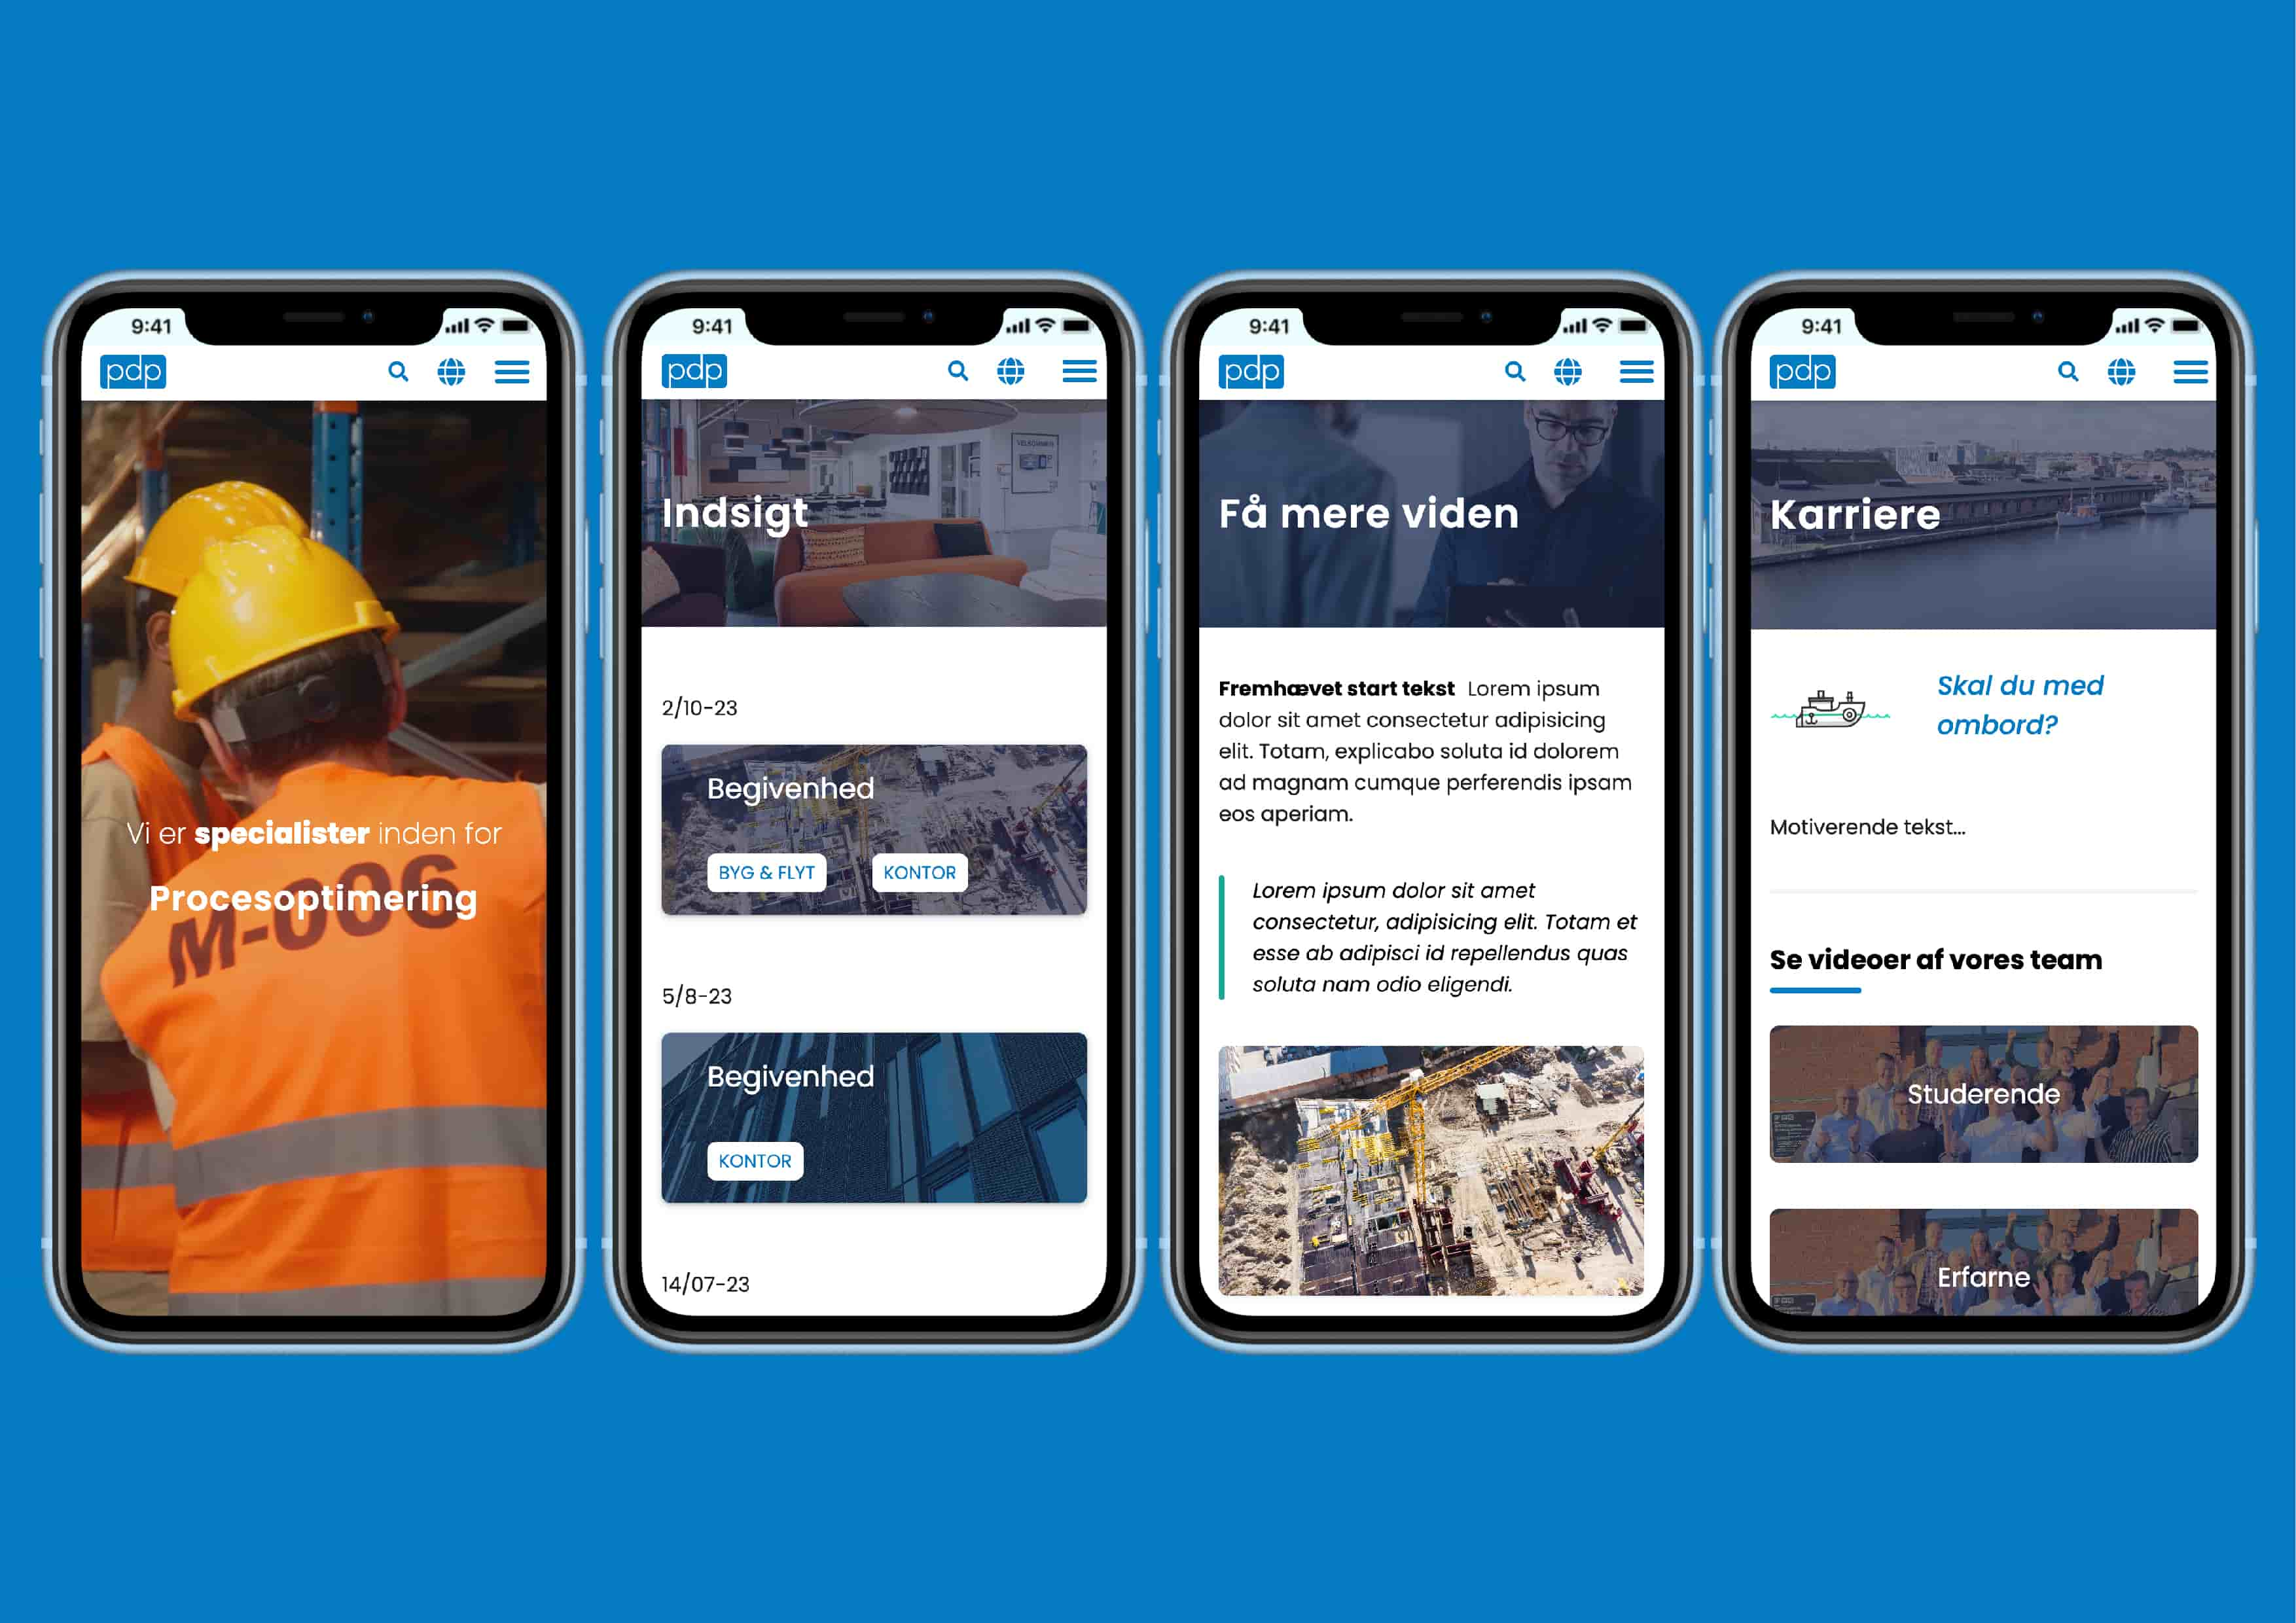 9:41
pdp
Vi er specialister inden for
Procesoptimering
M-006
9:41
pdp
VELKOMMEN
Indsigt
2/10-23
Begivenhed
BYG & FLYT
KONTOR
5/8-23
Begivenhed
KONTOR
14/07-23
9:41
pdp
Få mere viden
Fremhævet start tekst Lorem ipsum
dolor sit amet consectetur adipisicing
elit. Totam, explicabo soluta id dolorem
ad magnam cumque perferendis ipsam
eos aperiam.
Lorem ipsum dolor sit amet
consectetur, adipisicing elit. Totam et
esse ab adipisci id repellendus quas
soluta nam odio eligendi.
9:41
pdp
Karriere
Skal du med
ombord?
Motiverende tekst...
Se videoer af vores team
Studerende
Erfarne